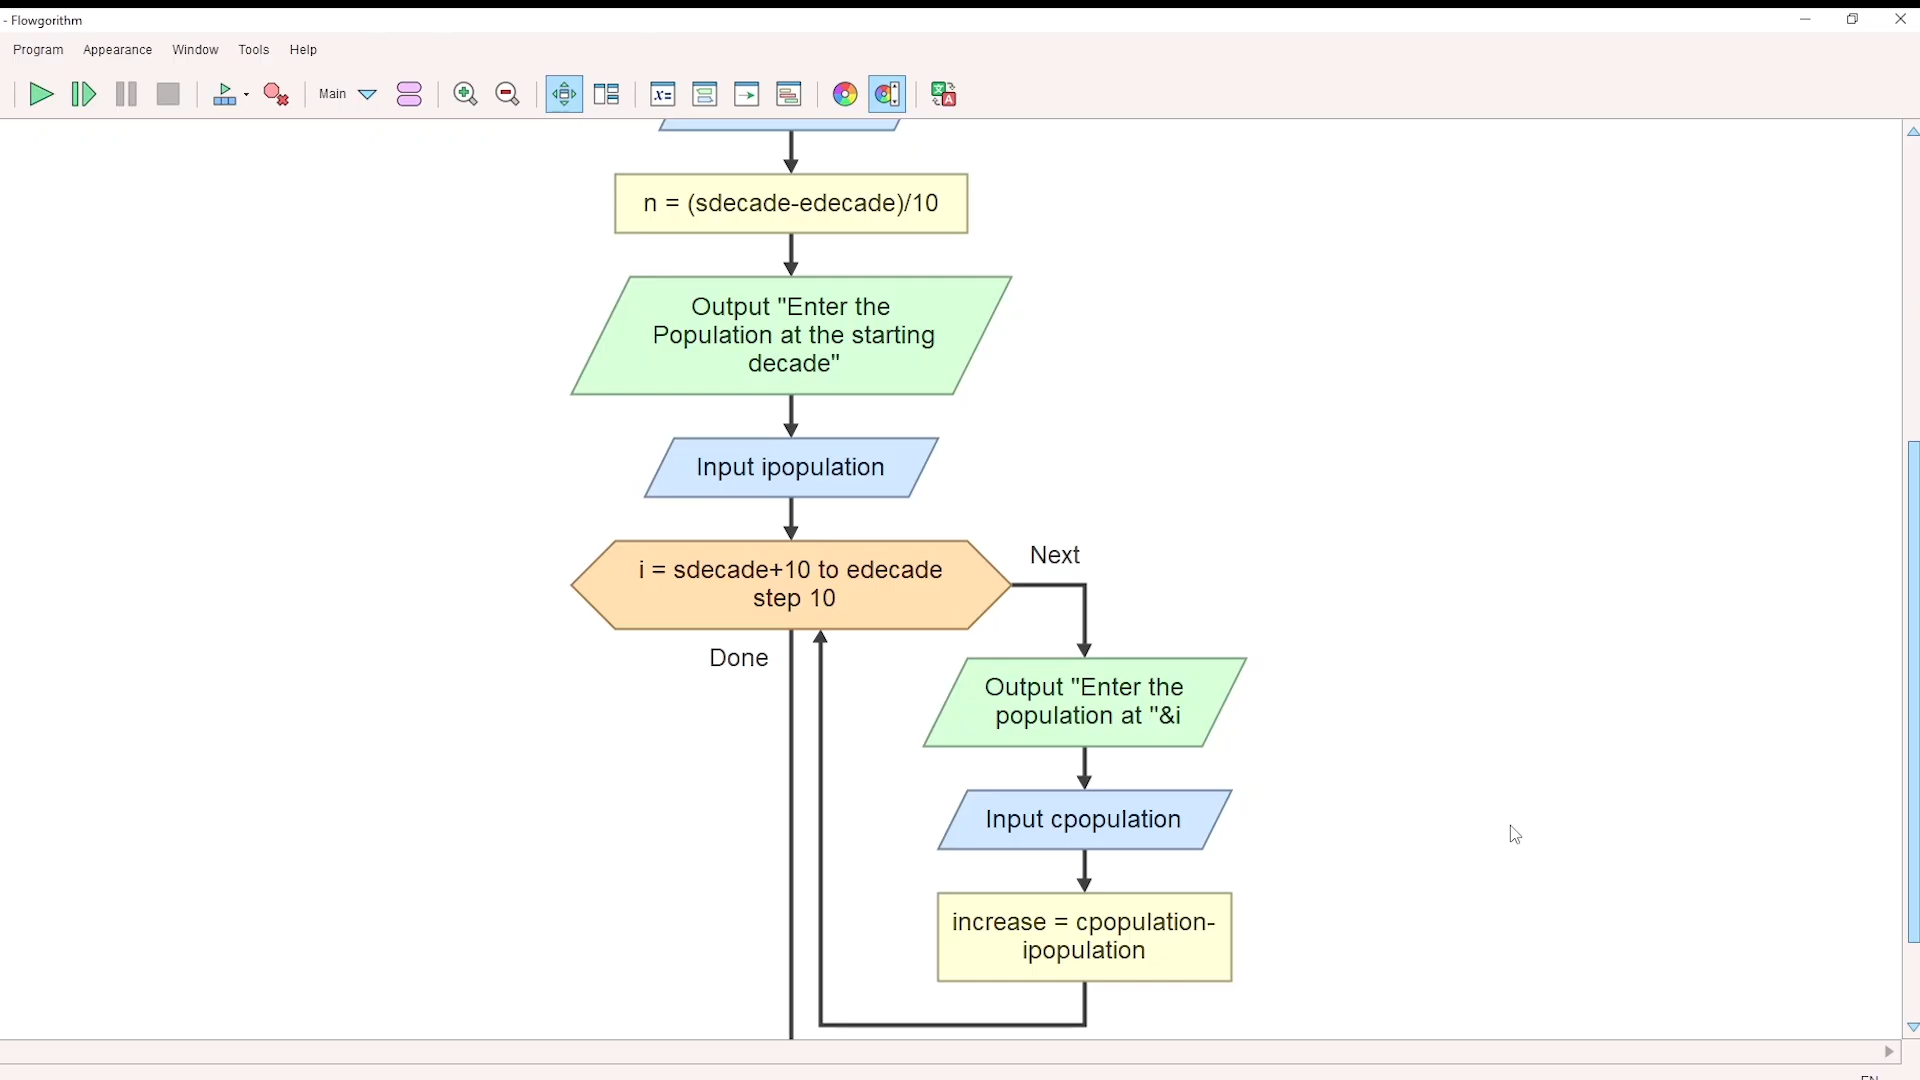 - Flowgorithm
Program Appearance Window Tools Help
Main
n = (sdecade-edecade)/10
Output "Enter the
Population at the starting
decade"
Input ipopulation
i = sdecade+10 to edecade
step 10
Next
Done
Output "Enter the
population at "&i
Input cpopulation
increase = cpopulation-
ipopulation